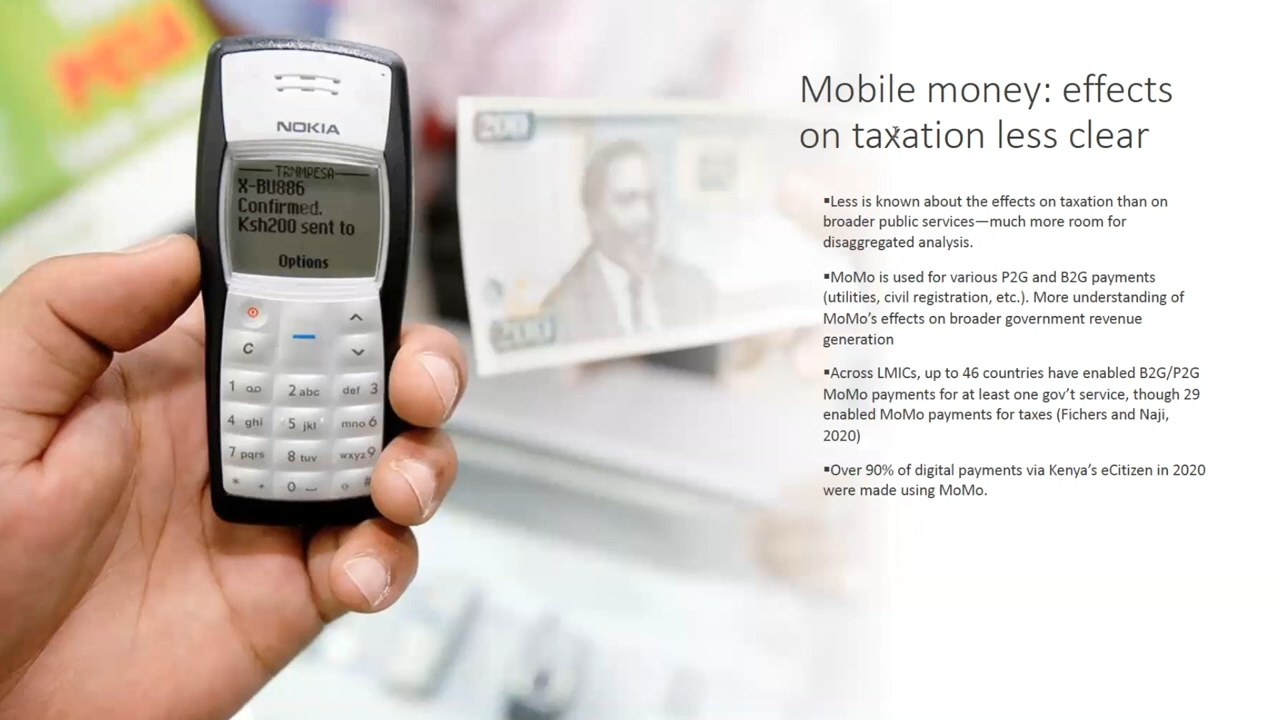 PESA
NOKIA
TRNMPESA
X-BU886
Confirmed.
Ksh200 sent to
Options
C
1
2 abc
def 3
4 ghi
5 jkl
mno 6
7 pqrs
8 tuv
wxyz 9
*
+
0
#
200
200
Mobile money: effects
on taxation less clear
▪Less is known about the effects on taxation than on
broader public services—much more room for
disaggregated analysis.
▪MoMo is used for various P2G and B2G payments
(utilities, civil registration, etc.). More understanding of
MoMo’s effects on broader government revenue
generation
▪Across LMICs, up to 46 countries have enabled B2G/P2G
MoMo payments for at least one gov’t service, though 29
enabled MoMo payments for taxes (Fichers and Naji,
2020)
▪Over 90% of digital payments via Kenya’s eCitizen in 2020
were made using MoMo.